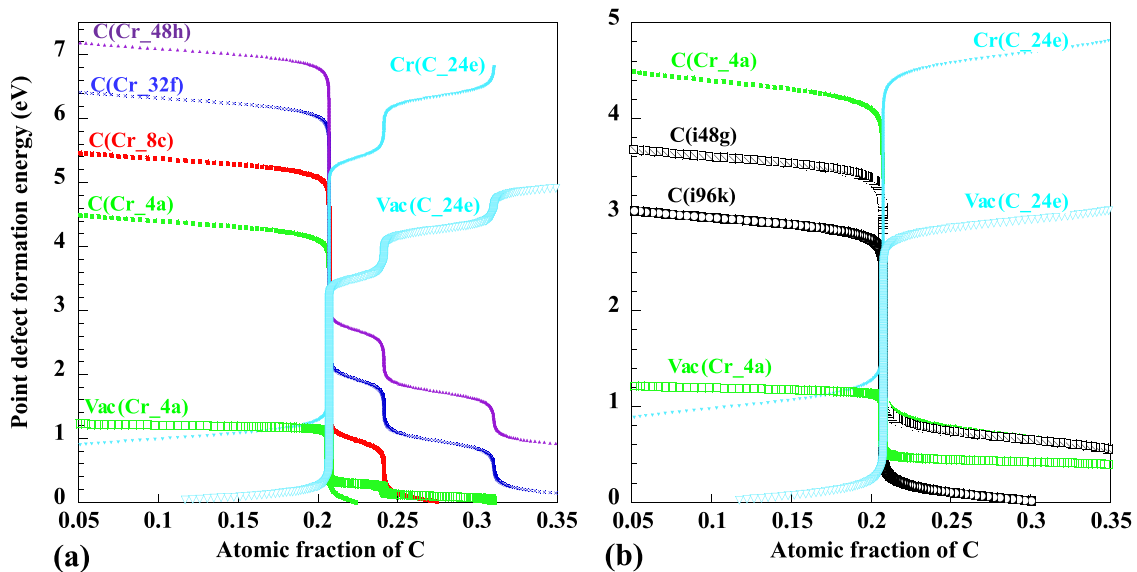 Point defect formation energy (eV)
7
6
5
4
3
2
1
0
C(Cr_48h)
Cr(C_24e)
C(Cr_32f)
C(Cr_8c)
C(Cr_4a)
Vac(C_24e)
Vac(Cr_4a)
0.05 0.1 0.15 0.2 0.25 0.3 0.35
(a) Atomic fraction of C
5
4
3
2
1
0
Cr(C_24e)
C(Cr_4a)
C(i48g)
C(i96k)
Vac(C_24e)
Vac(Cr_4a)
0.05 0.1 0.15 0.2 0.25 0.3 0.35
(b) Atomic fraction of C